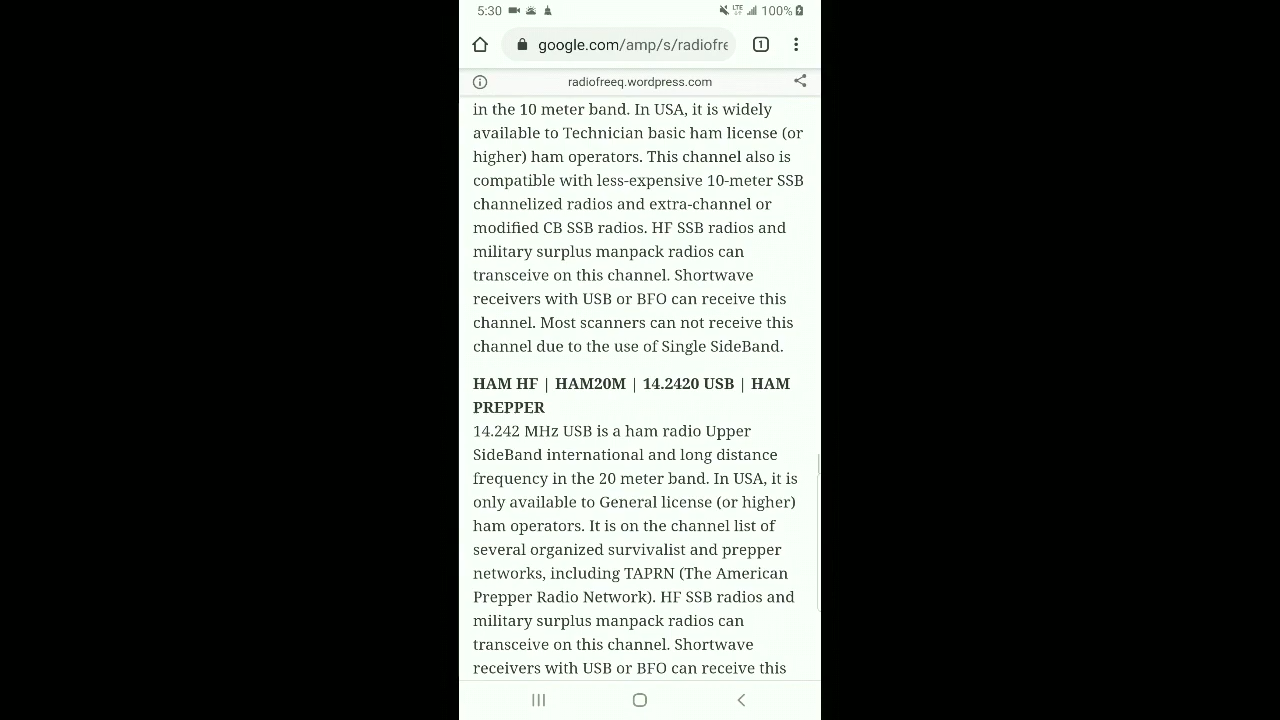 5:30
LTE
100%
google.com/amp/s/radiofre
1
radiofreeq.wordpress.com
in the 10 meter band. In USA, it is widely
available to Technician basic ham license (or
higher) ham operators. This channel also is
compatible with less-expensive 10-meter SSB
channelized radios and extra-channel or
modified CB SSB radios. HF SSB radios and
military surplus manpack radios can
transceive on this channel. Shortwave
receivers with USB or BFO can receive this
channel. Most scanners can not receive this
channel due to the use of Single SideBand.
HAM HF | HAM20M | 14.2420 USB | HAM
PREPPER
14.242 MHz USB is a ham radio Upper
SideBand international and long distance
frequency in the 20 meter band. In USA, it is
only available to General license (or higher)
ham operators. It is on the channel list of
several organized survivalist and prepper
networks, including TAPRN (The American
Prepper Radio Network). HF SSB radios and
military surplus manpack radios can
transceive on this channel. Shortwave
receivers with USB or BFO can receive this